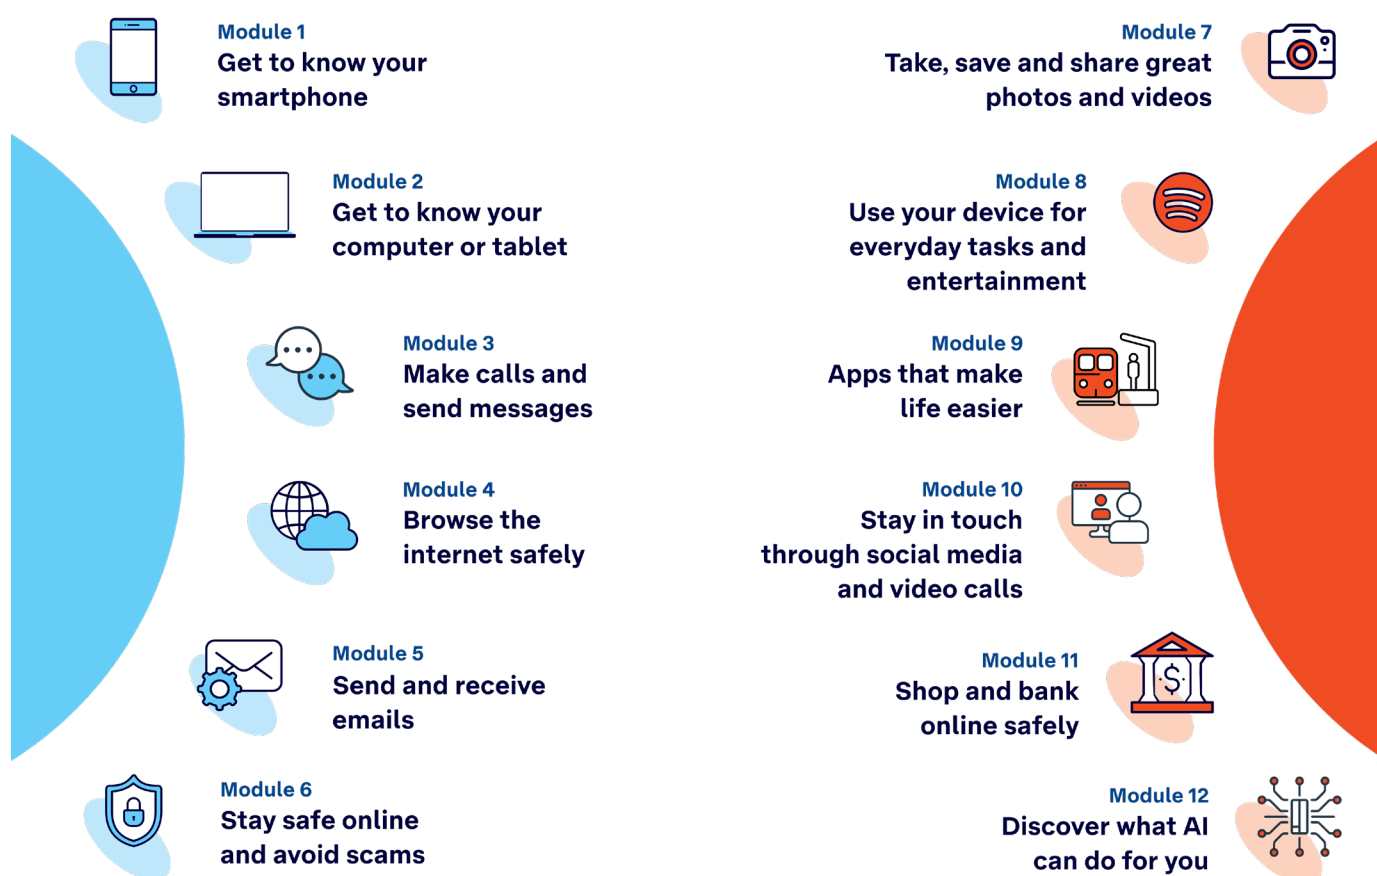 Module 1
Get to know your
smartphone
Module 2
Get to know your
computer or tablet
Module 3
Make calls and
send messages
Module 4
Browse the
internet safely
Module 5
Send and receive
emails
Module 6
Stay safe online
and avoid scams
Module 7
Take, save and share great
photos and videos
Module 8
Use your device for
everyday tasks and
entertainment
Module 9
Apps that make
life easier
Module 10
Stay in touch
through social media
and video calls
Module 11
Shop and bank
online safely
$
Module 12
Discover what AI
can do for you